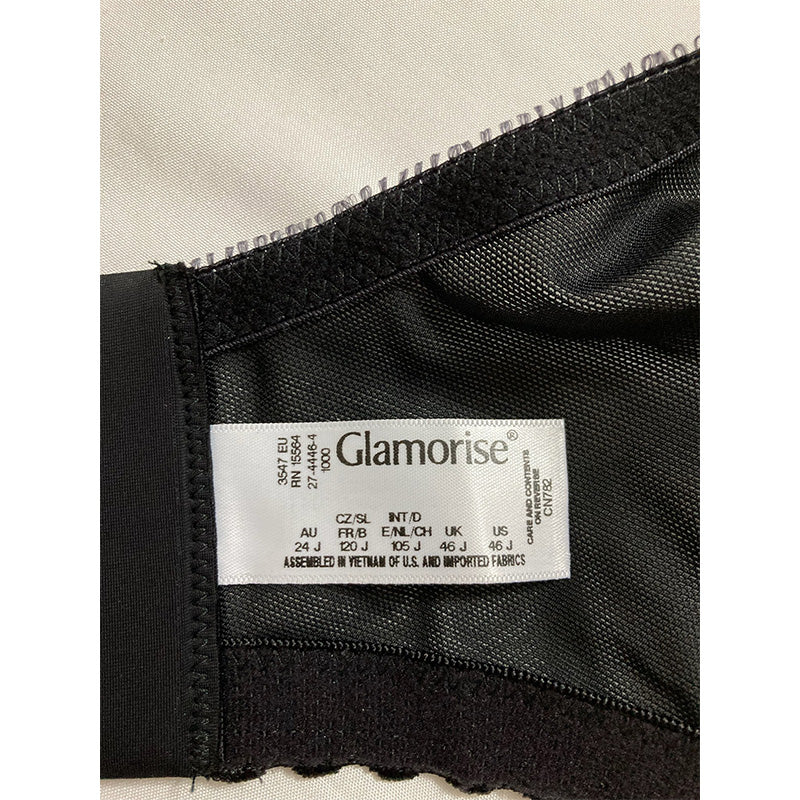 3547 EU
RN 15564
27-4446-4
1000
Glamorise®
CARE AND CONTENTS
ON REVERSE
CN782
CZ/SL INT/D
AU FR/B E/NL/CH UK US
24 J 120 J 105 J 46 J 46 J
ASSEMBLED IN VIETNAM OF U.S. AND IMPORTED FABRICS